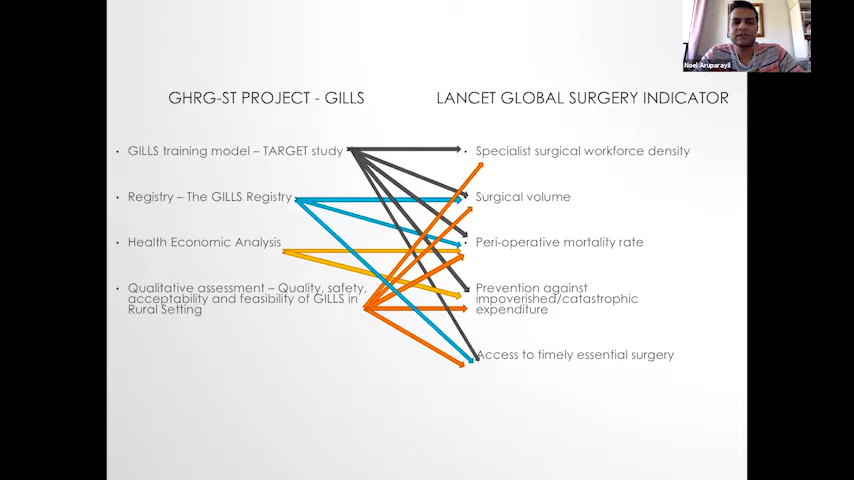 Noel Aruparayil
GHRG-ST PROJECT - GILLS
LANCET GLOBAL SURGERY INDICATOR
• GILLS training model – TARGET study
• Registry – The GILLS Registry
• Health Economic Analysis
• Qualitative assessment – Quality, safety,
acceptability and feasibility of GILLS in
Rural Setting
• Specialist surgical workforce density
Surgical volume
• Peri-operative mortality rate
Prevention against
impoverished/catastrophic
expenditure
Access to timely essential surgery